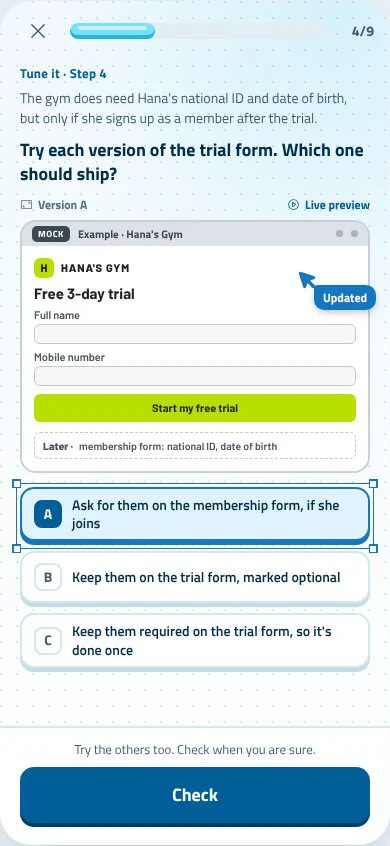 4/9
Tune it · Step 4
The gym does need Hana's national ID and date of birth,
but only if she signs up as a member after the trial.
Try each version of the trial form. Which one
should ship?
Version A
Live preview
MOCK Example · Hana's Gym
H HANA'S GYM
Updated
Free 3-day trial
Full name
Mobile number
Start my free trial
Later · membership form: national ID, date of birth
A Ask for them on the membership form, if she
joins
B Keep them on the trial form, marked optional
C Keep them required on the trial form, so it's
done once
Try the others too. Check when you are sure.
Check